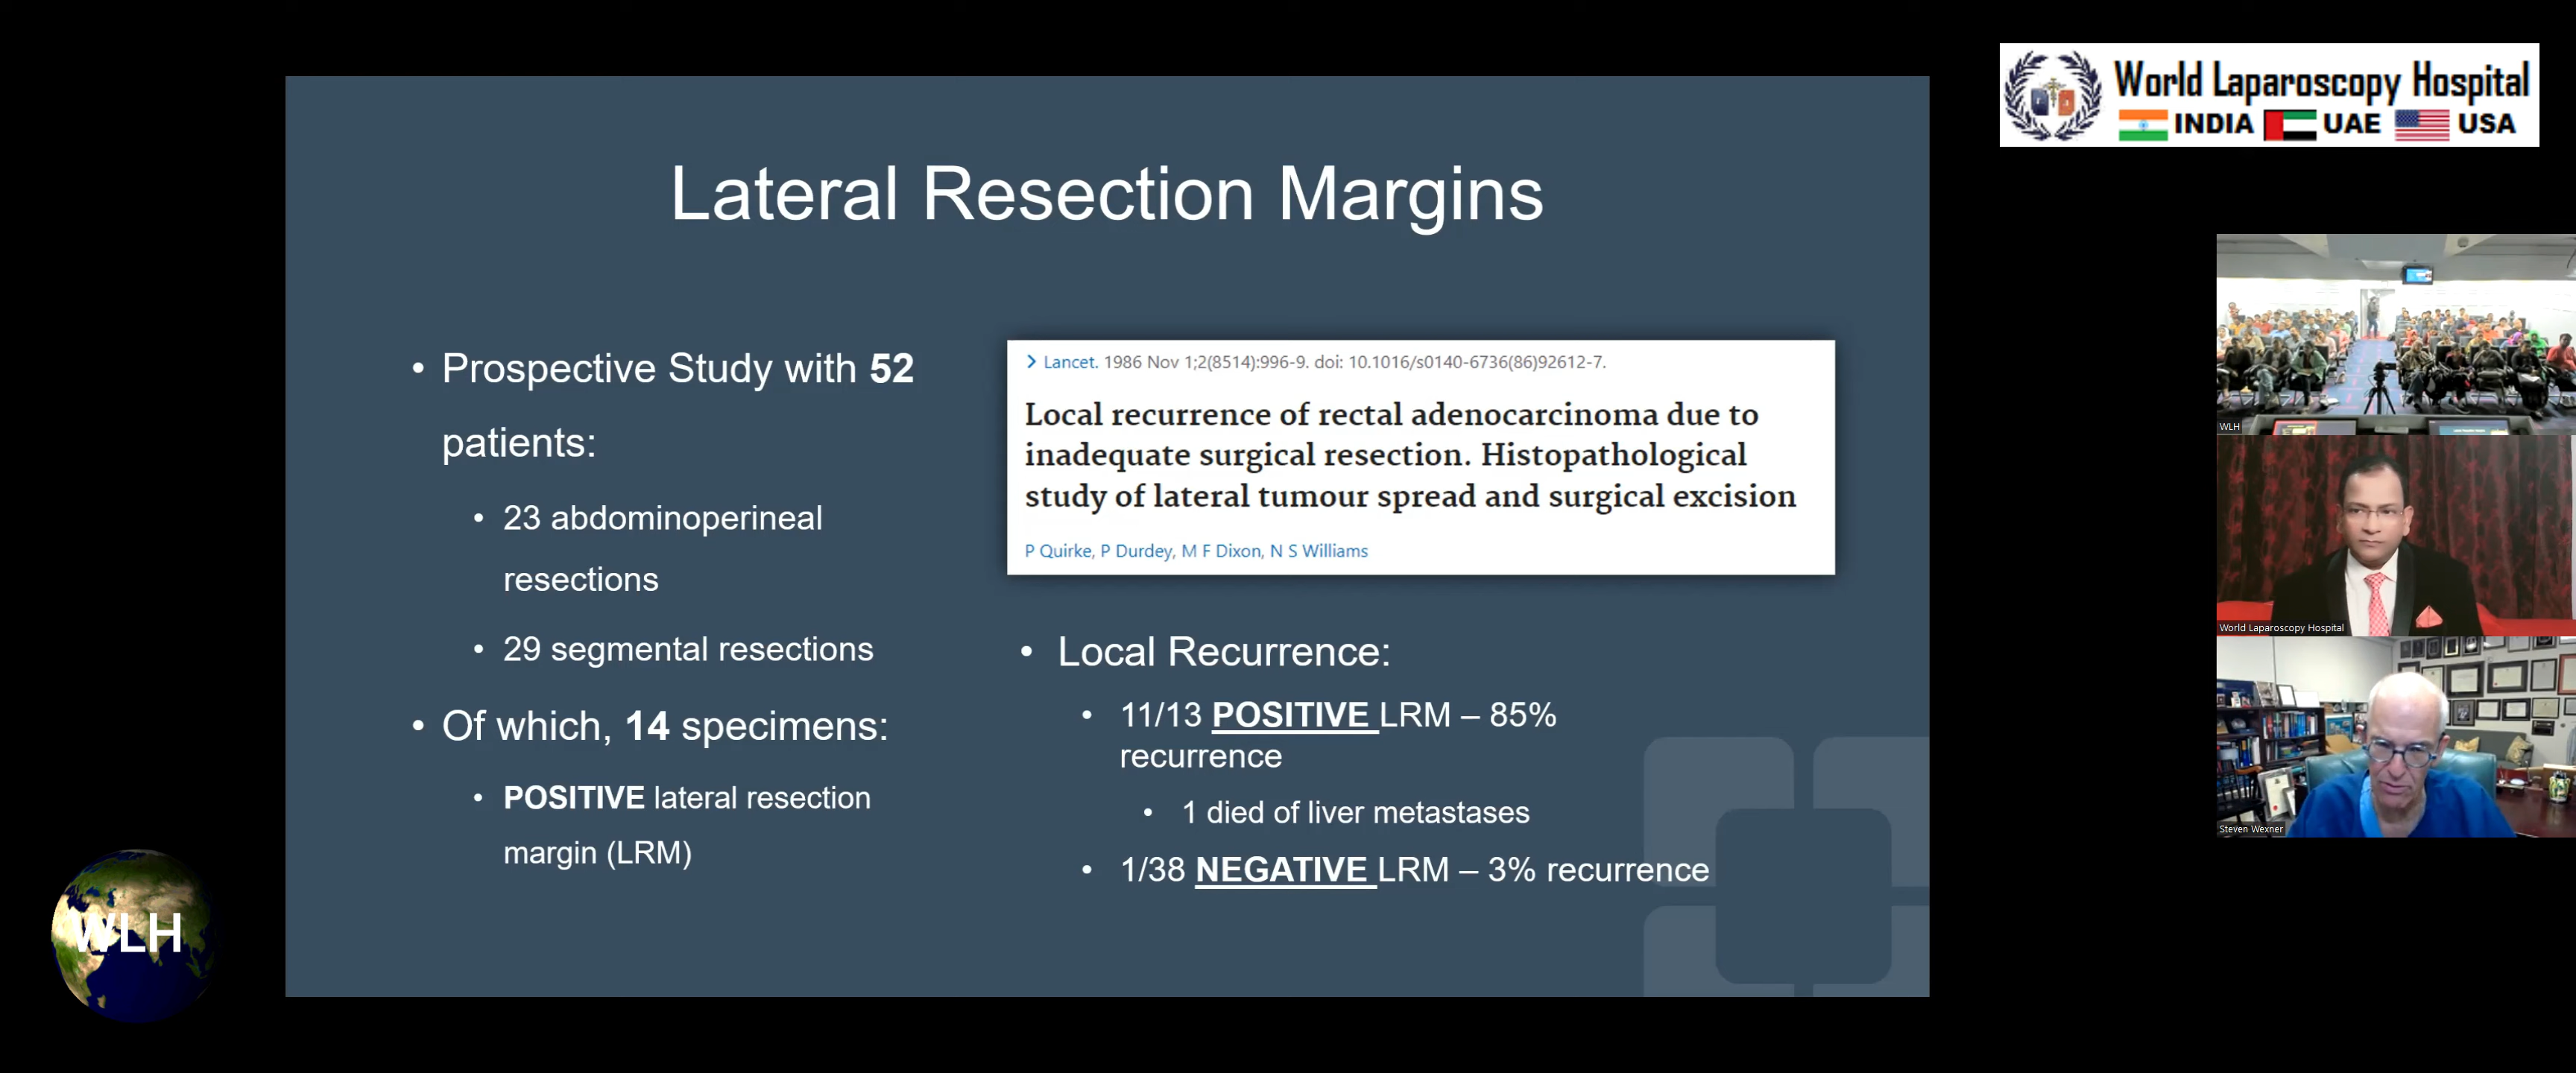 World Laparoscopy Hospital
INDIA UAE USA
Lateral Resection Margins
• Prospective Study with 52
patients:
• 23 abdominoperineal
resections
• 29 segmental resections
• Of which, 14 specimens:
• POSITIVE lateral resection
margin (LRM)
> Lancet. 1986 Nov 1;2(8514):996-9. doi: 10.1016/s0140-6736(86)92612-7.
Local recurrence of rectal adenocarcinoma due to
inadequate surgical resection. Histopathological
study of lateral tumour spread and surgical excision
P Quirke, P Durdey, M F Dixon, N S Williams
• Local Recurrence:
• 11/13 POSITIVE LRM – 85%
recurrence
• 1 died of liver metastases
• 1/38 NEGATIVE LRM – 3% recurrence
WLH
World Laparoscopy Hospital
Steven Wexner
WLH